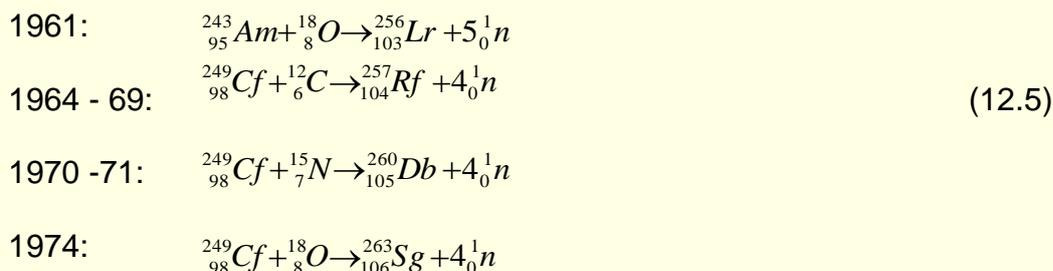 1961: ²⁴³₉₅Am+¹⁸₈O→²⁵⁶₁₀₃Lr +5¹₀n
1964 - 69: ²⁴⁹₉₈Cf+¹²₆C→²⁵⁷₁₀₄Rf +4¹₀n (12.5)
1970 -71: ²⁴⁹₉₈Cf+¹⁵₇N→²⁶⁰₁₀₅Db +4¹₀n
1974: ²⁴⁹₉₈Cf+¹⁸₈O→²⁶³₁₀₆Sg +4¹₀n